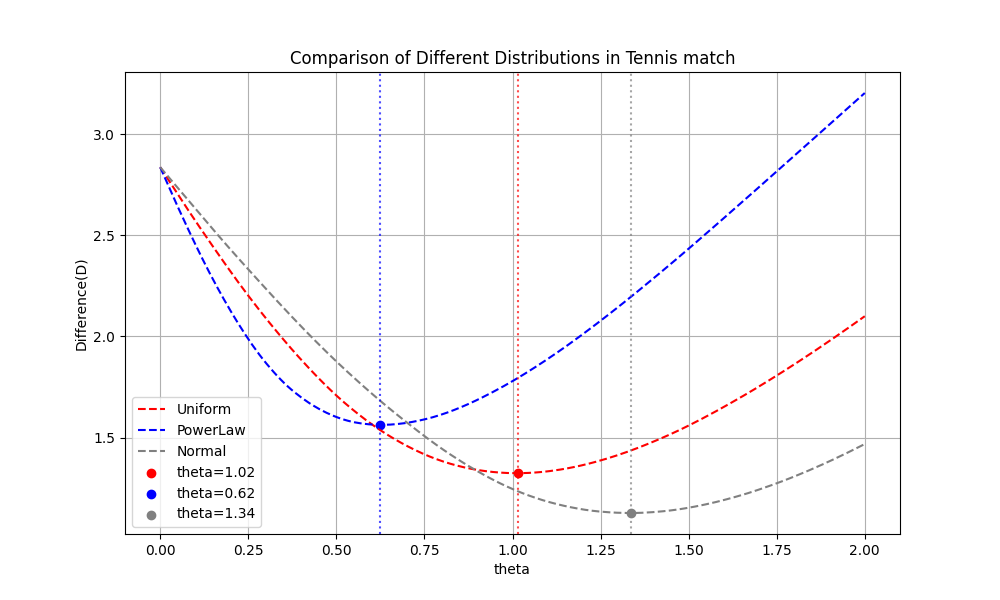 Comparison of Different Distributions in Tennis match
3.0
2.5
2.0
1.5
Difference(D)
Uniform
PowerLaw
Normal
theta=1.02
theta=0.62
theta=1.34
0.00 0.25 0.50 0.75 1.00 1.25 1.50 1.75 2.00
theta